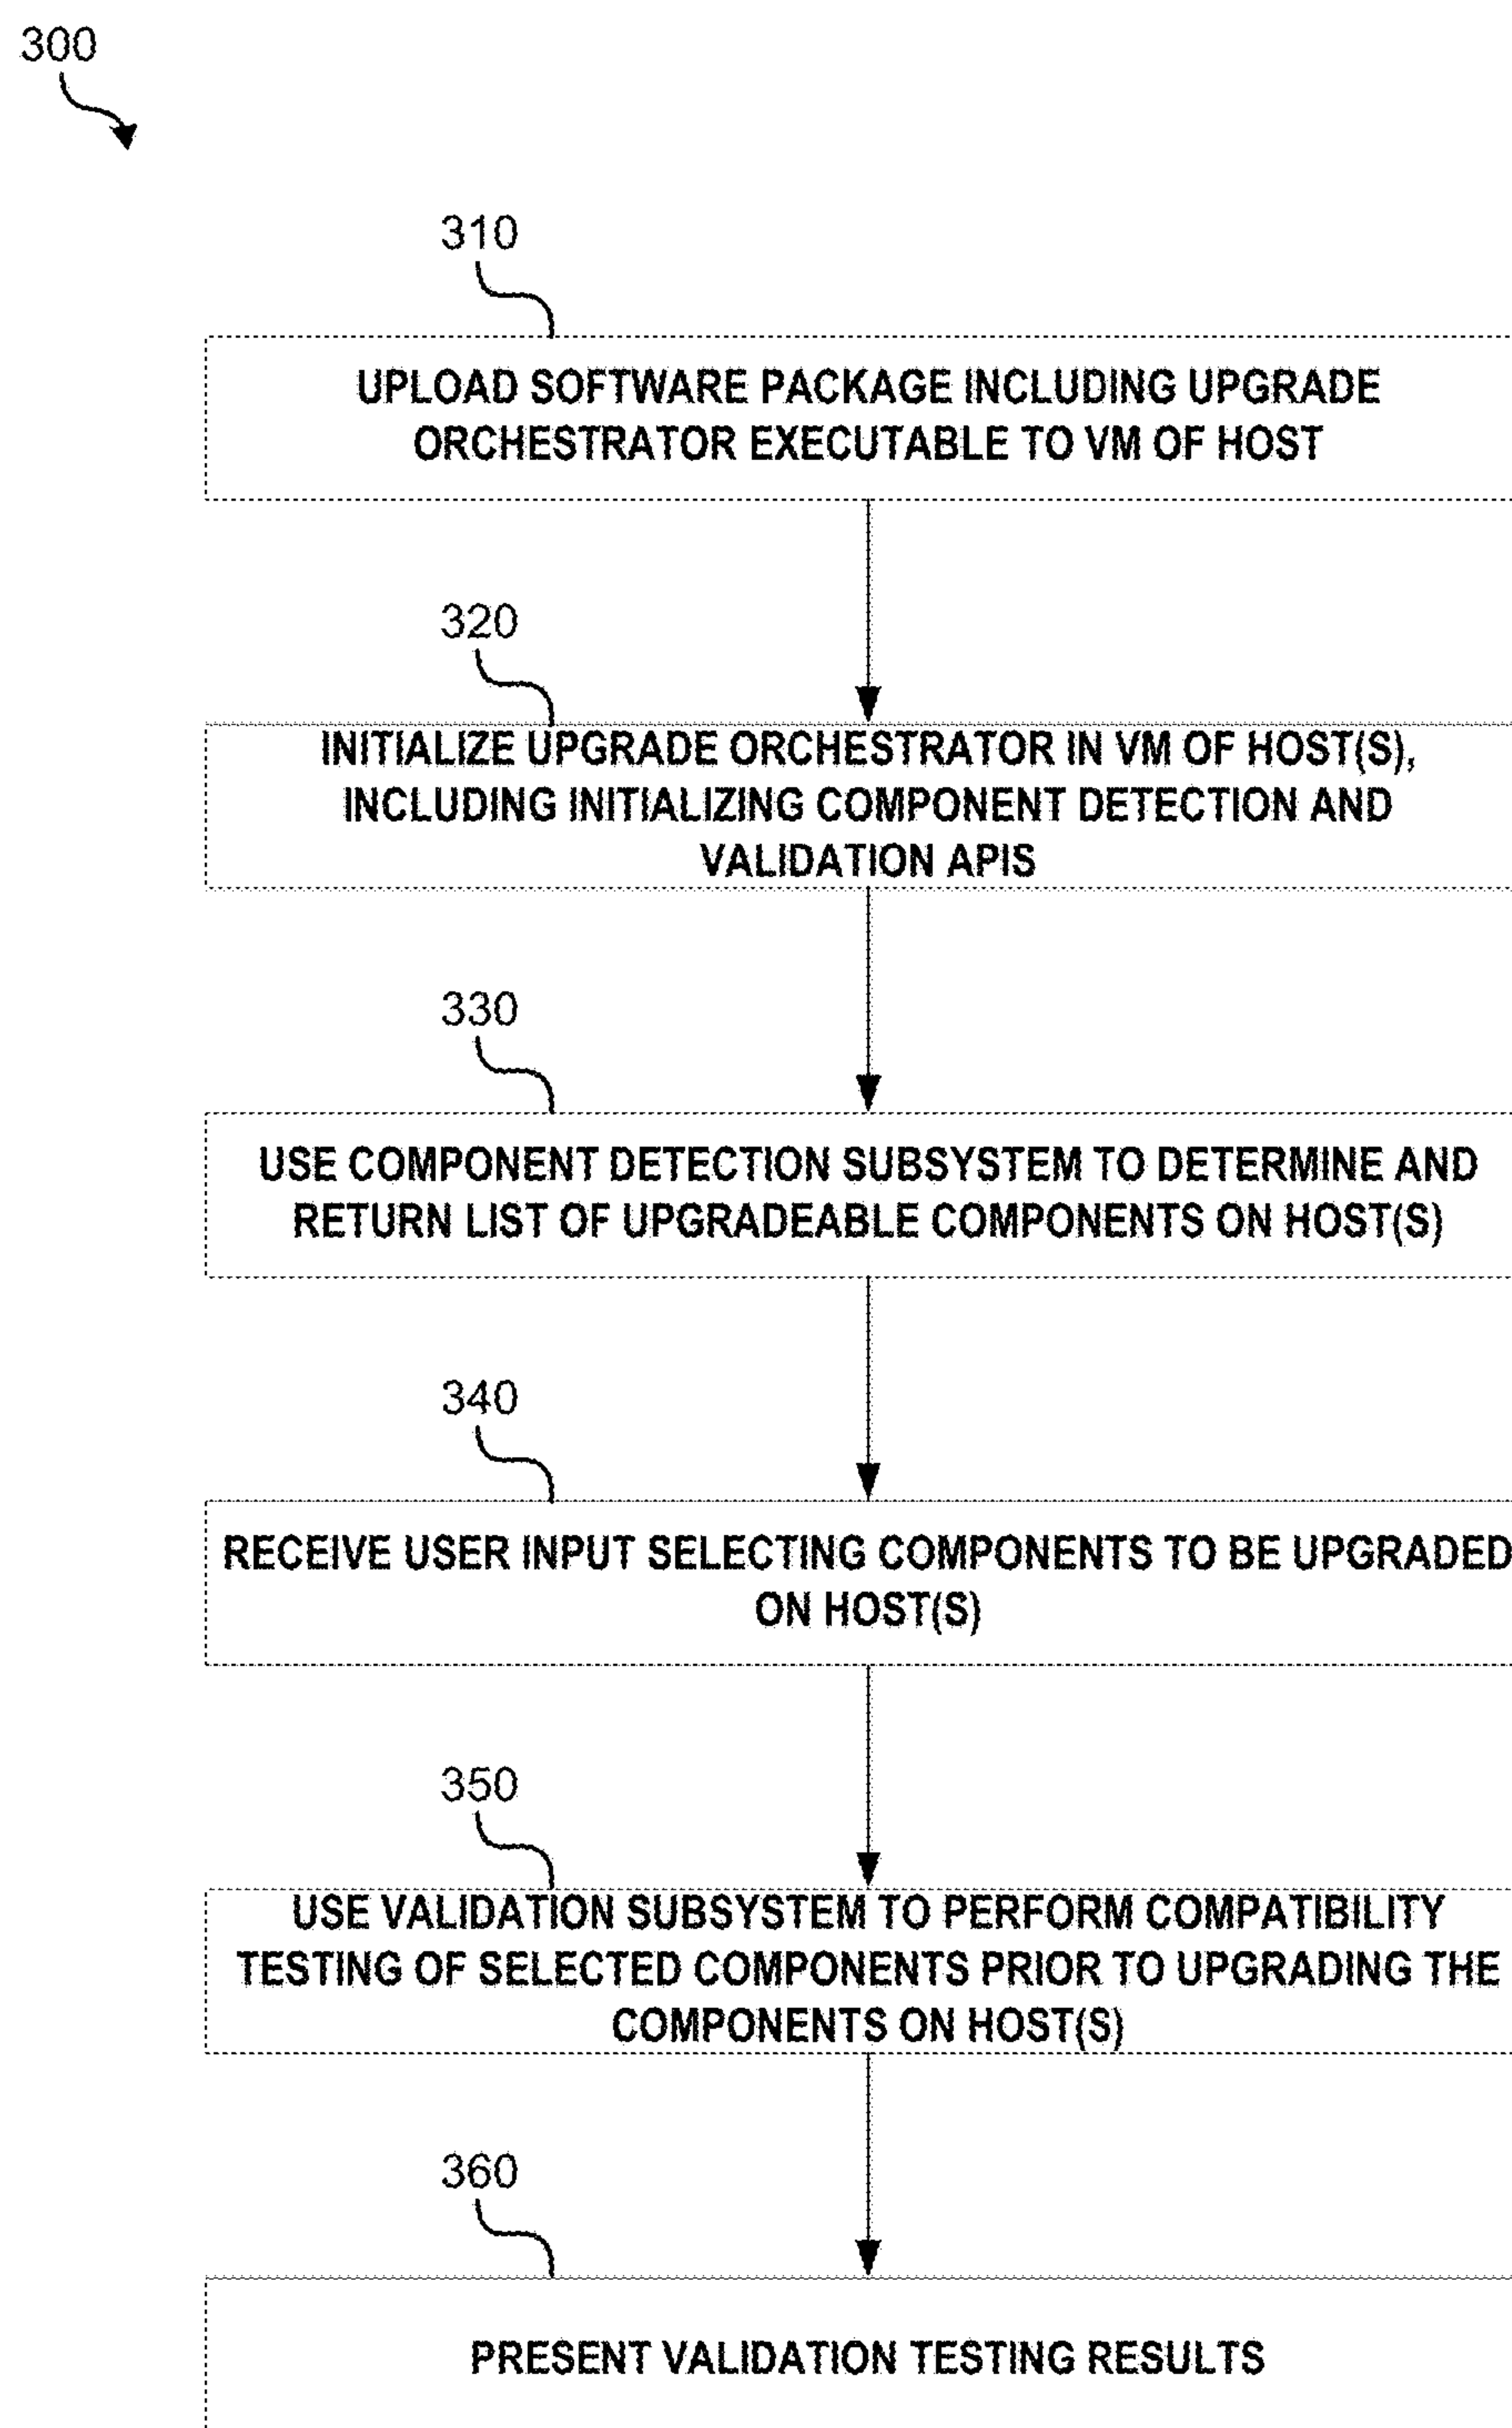 300
310
UPLOAD SOFTWARE PACKAGE INCLUDING UPGRADE
ORCHESTRATOR EXECUTABLE TO VM OF HOST
320
INITIALIZE UPGRADE ORCHESTRATOR IN VM OF HOST(S),
INCLUDING INITIALIZING COMPONENT DETECTION AND
VALIDATION APIS
330
USE COMPONENT DETECTION SUBSYSTEM TO DETERMINE AND
RETURN LIST OF UPGRADEABLE COMPONENTS ON HOST(S)
340
RECEIVE USER INPUT SELECTING COMPONENTS TO BE UPGRADED
ON HOST(S)
350
USE VALIDATION SUBSYSTEM TO PERFORM COMPATIBILITY
TESTING OF SELECTED COMPONENTS PRIOR TO UPGRADING THE
COMPONENTS ON HOST(S)
360
PRESENT VALIDATION TESTING RESULTS